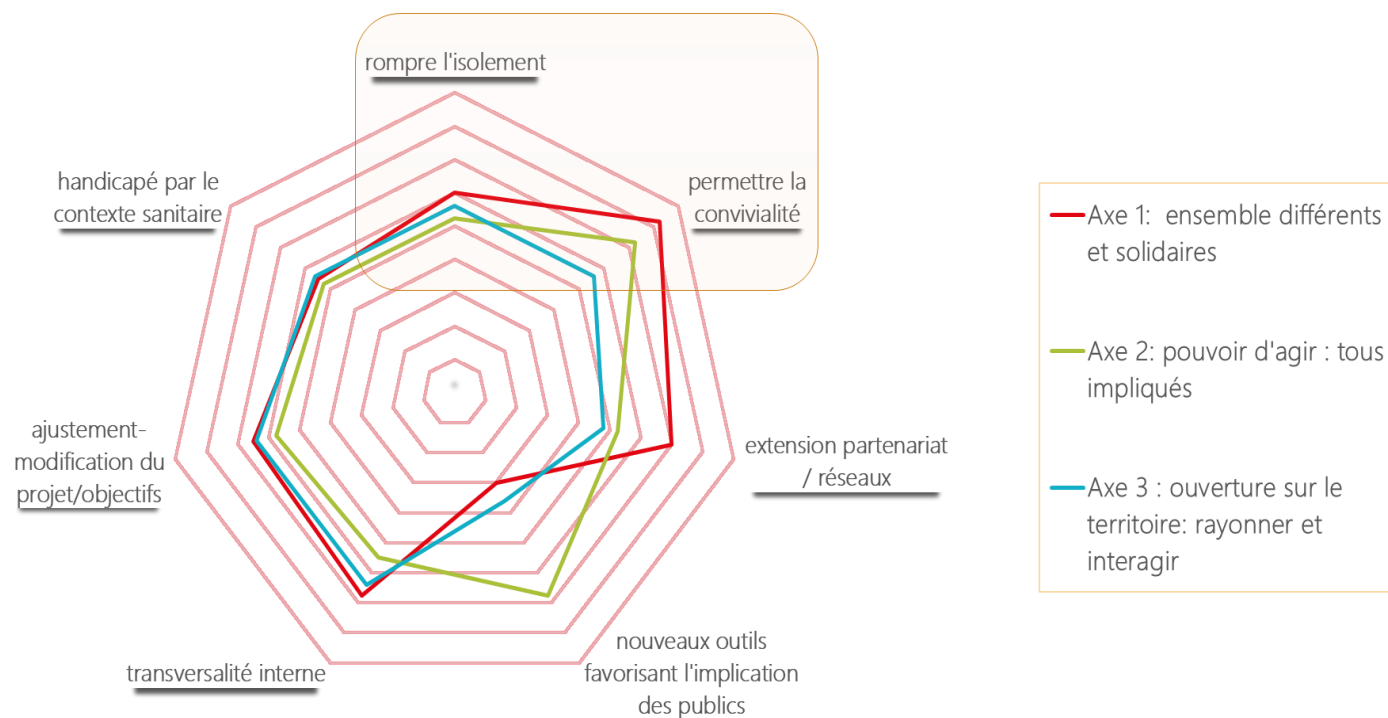 rompre l'isolement
permettre la
convivialité
extension partenariat
/ réseaux
nouveaux outils
favorisant l'implication
des publics
transversalité interne
ajustement-
modification du
projet/objectifs
handicapé par le
contexte sanitaire
Axe 1:  ensemble différents
et solidaires
Axe 2: pouvoir d'agir : tous
impliqués
Axe 3 : ouverture sur le
territoire: rayonner et
interagir